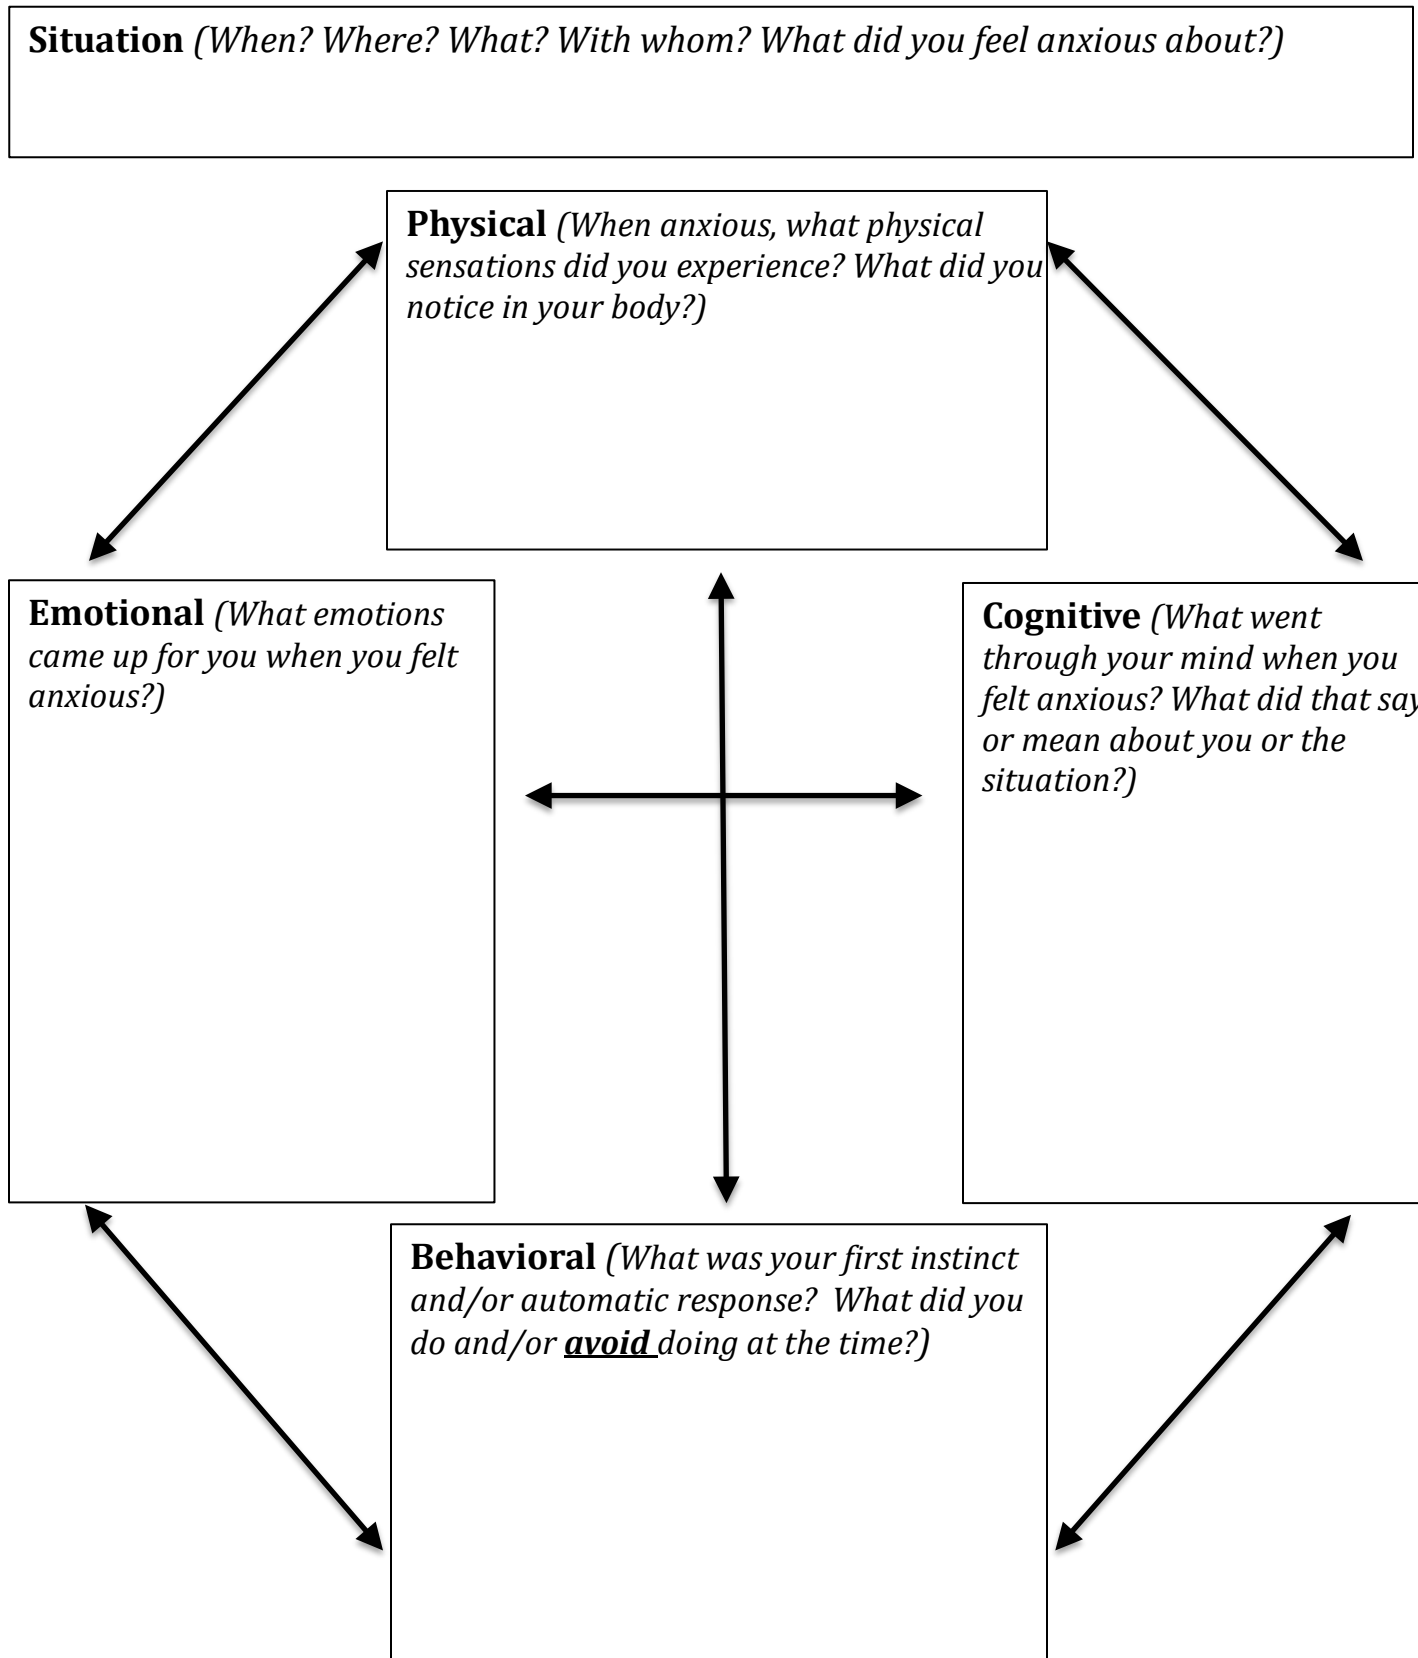 Situation (When? Where? What? With whom? What did you feel anxious about?)
Physical (When anxious, what physical
sensations did you experience? What did you
notice in your body?)
Emotional (What emotions
came up for you when you felt
anxious?)
Cognitive (What went
through your mind when you
felt anxious? What did that say
or mean about you or the
situation?)
Behavioral (What was your first instinct
and/or automatic response?  What did you
do and/or avoid doing at the time?)